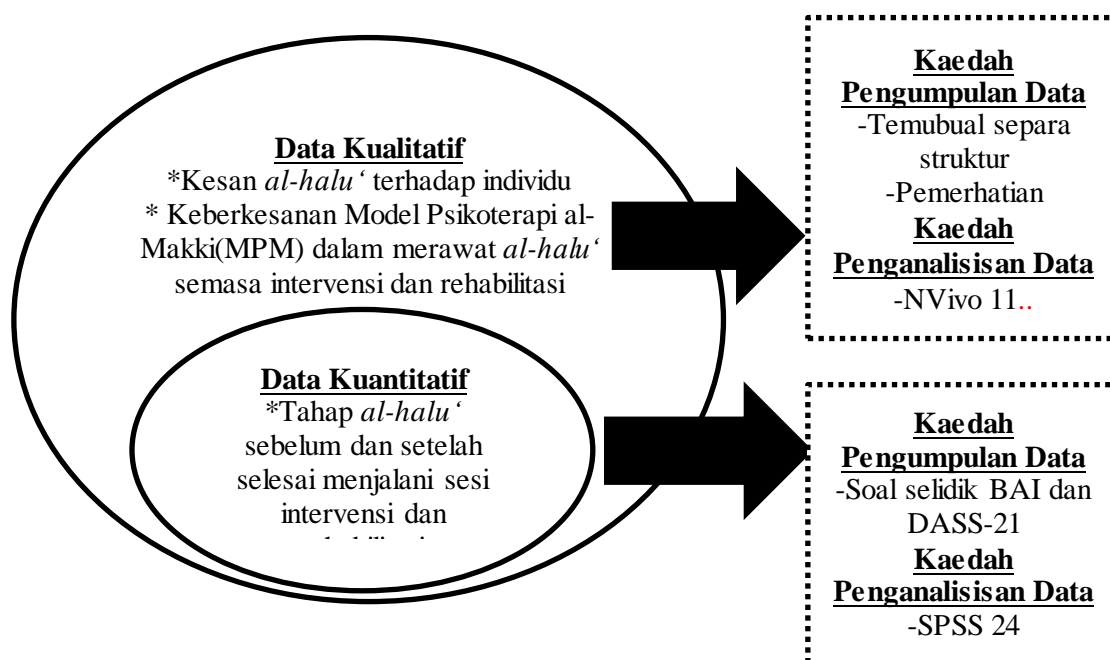 Data Kualitatif
*Kesan al-halu‘ terhadap individu
* Keberkesanan Model Psikoterapi al-
Makki(MPM) dalam merawat al-halu‘
semasa intervensi dan rehabilitasi
Data Kuantitatif
*Tahap al-halu‘
sebelum dan setelah
selesai menjalani sesi
intervensi dan
Kaedah
Pengumpulan Data
-Temubual separa
struktur
-Pemerhatian
Kaedah
Penganalisisan Data
-NVivo 11..
Kaedah
Pengumpulan Data
-Soal selidik BAI dan
DASS-21
Kaedah
Penganalisisan Data
-SPSS 24